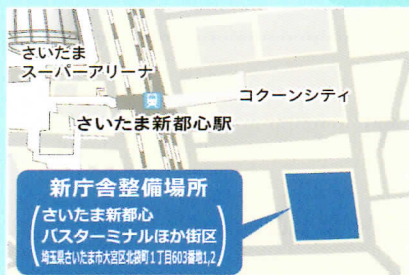 さいたま
スーパーアリーナ
コクーンシティ
さいたま新都心駅
新庁舎整備場所
(さいたま新都心
バスターミナルほか街区
埼玉県さいたま市大宮区北袋町1丁目603番地1,2)